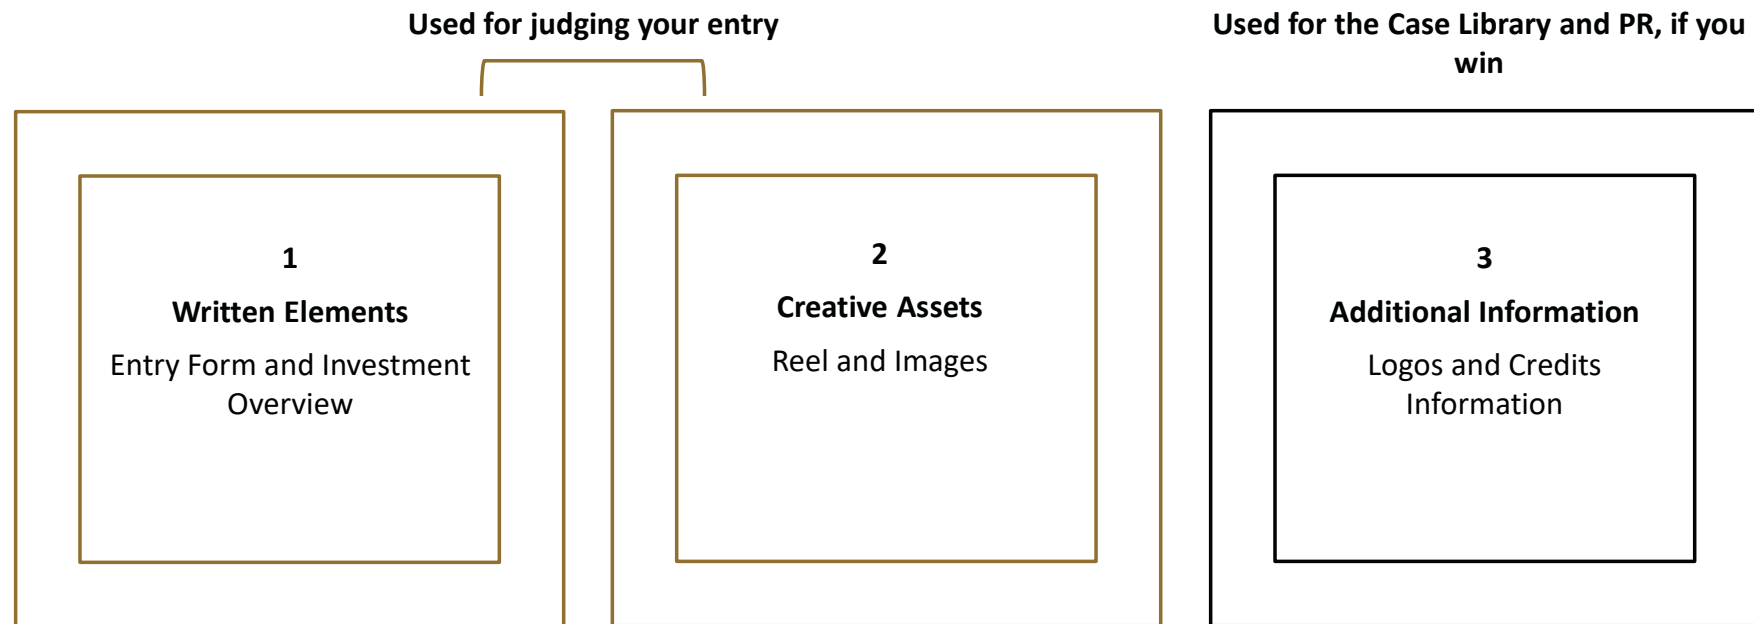 Used for judging your entry
Used for the Case Library and PR, if you
win
1
Written Elements
Entry Form and Investment
Overview
2
Creative Assets
Reel and Images
3
Additional Information
Logos and Credits
Information